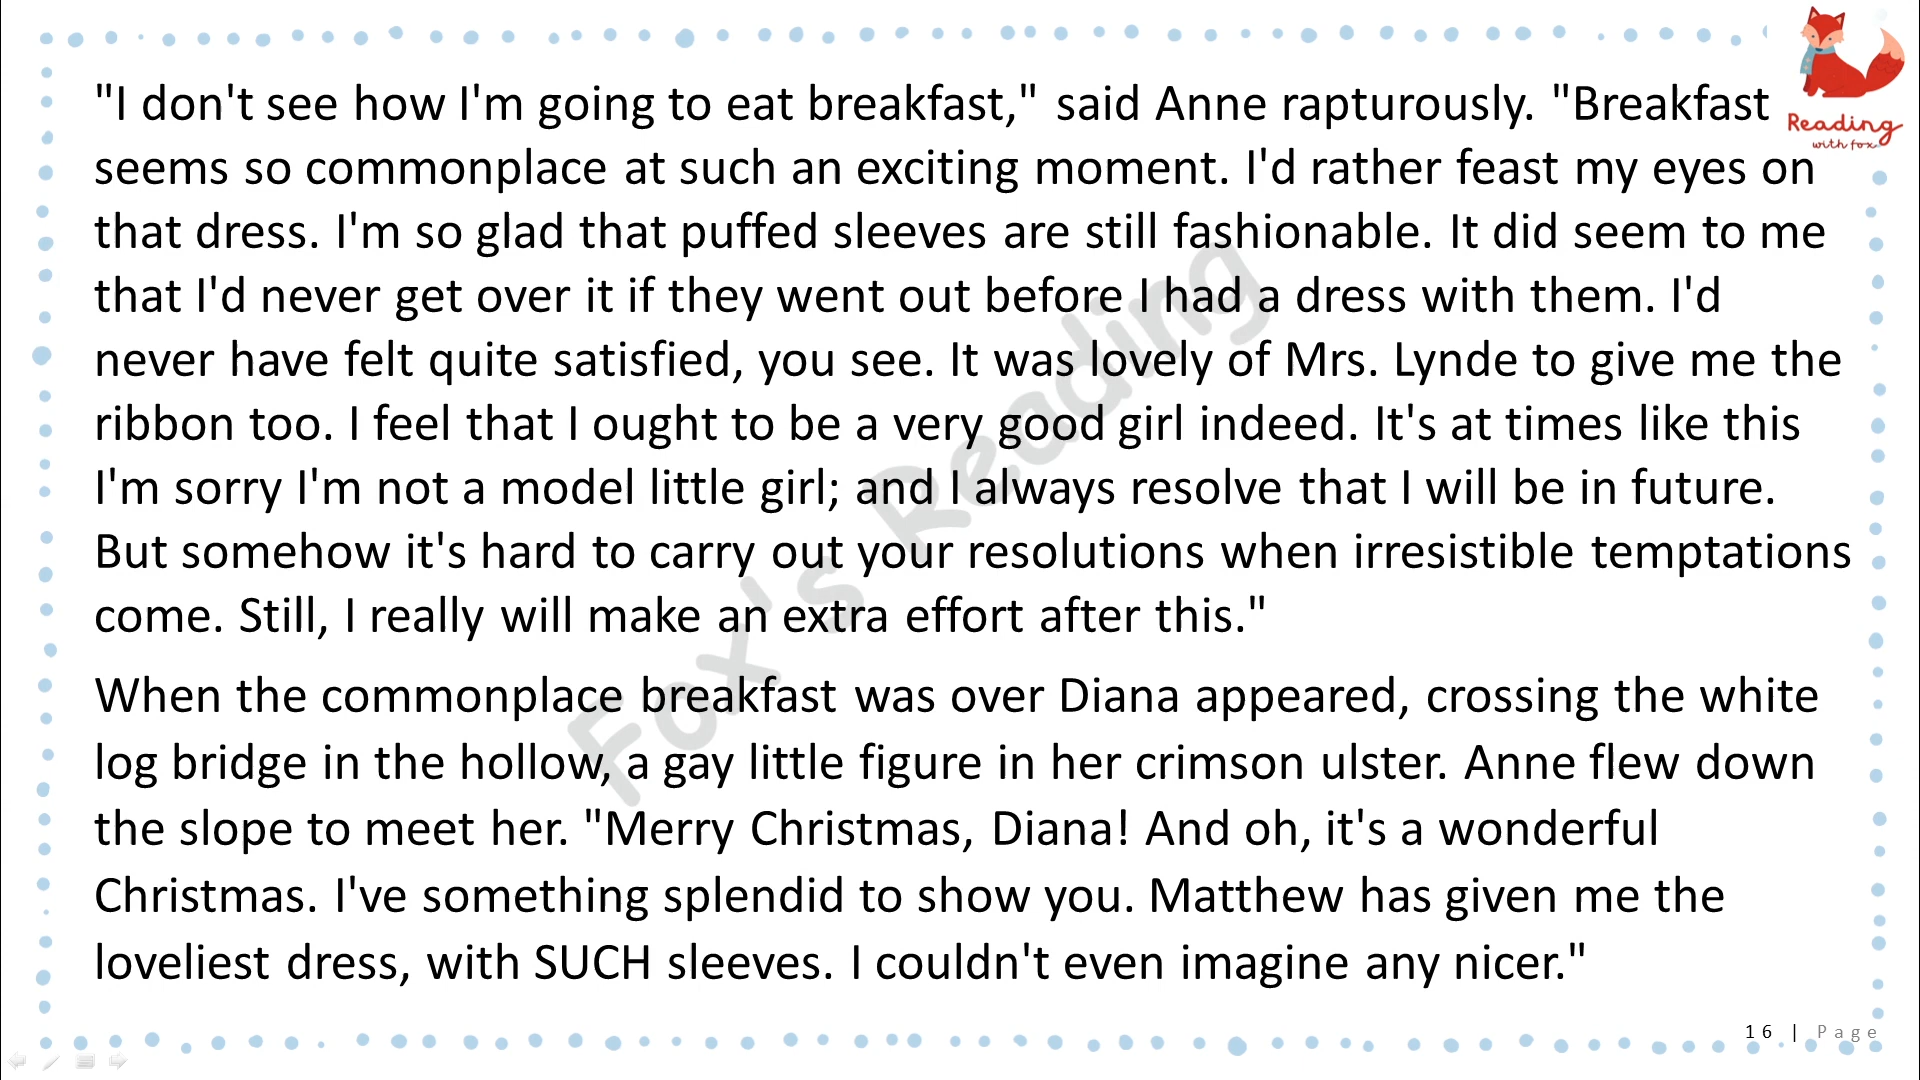 "I don't see how I'm going to eat breakfast," said Anne rapturously. "Breakfast
seems so commonplace at such an exciting moment. I'd rather feast my eyes on
that dress. I'm so glad that puffed sleeves are still fashionable. It did seem to me
that I'd never get over it if they went out before I had a dress with them. I'd
never have felt quite satisfied, you see. It was lovely of Mrs. Lynde to give me the
ribbon too. I feel that I ought to be a very good girl indeed. It's at times like this
I'm sorry I'm not a model little girl; and I always resolve that I will be in future.
But somehow it's hard to carry out your resolutions when irresistible temptations
come. Still, I really will make an extra effort after this."
When the commonplace breakfast was over Diana appeared, crossing the white
log bridge in the hollow, a gay little figure in her crimson ulster. Anne flew down
the slope to meet her. "Merry Christmas, Diana! And oh, it's a wonderful
Christmas. I've something splendid to show you. Matthew has given me the
loveliest dress, with SUCH sleeves. I couldn't even imagine any nicer."
Reading
with fox
Fox's Reading
16 | Page